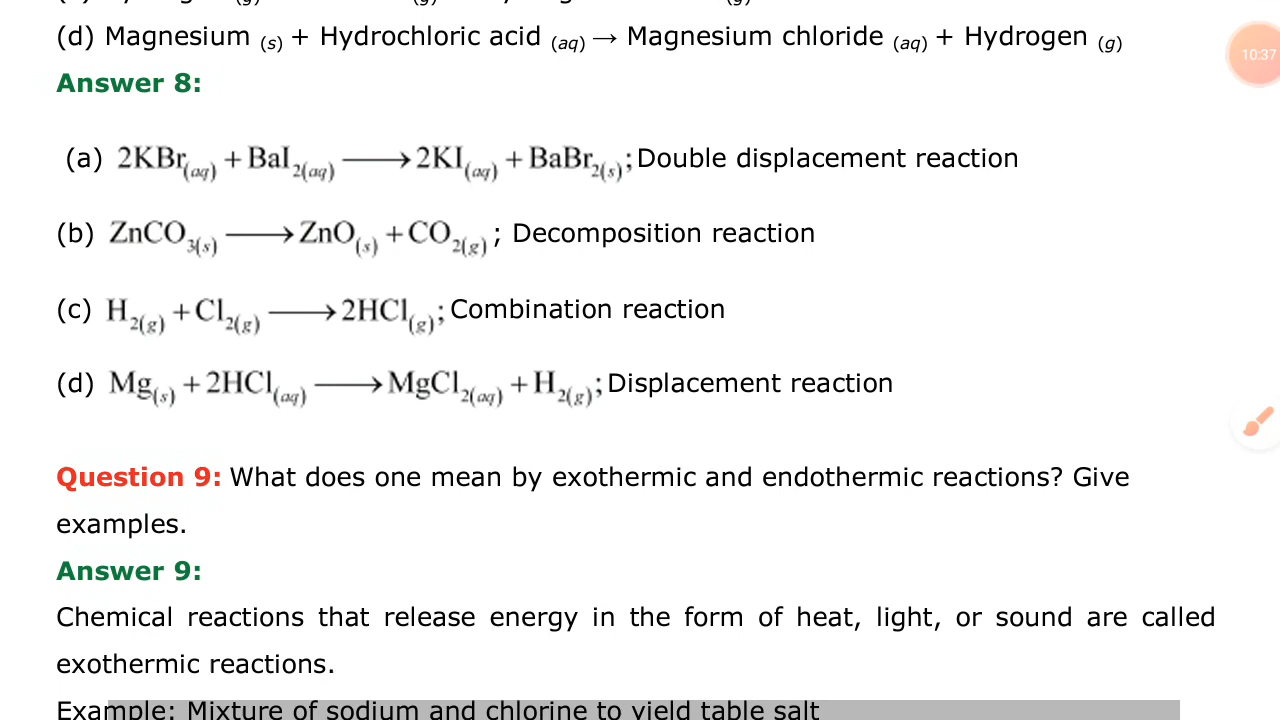 (d) Magnesium (s) + Hydrochloric acid (aq) → Magnesium chloride (aq) + Hydrogen (g)
10:37
Answer 8:
(a) 2KBr(aq) + BaI2(aq) ⟶ 2KI(aq) + BaBr2(s); Double displacement reaction
(b) ZnCO3(s) ⟶ ZnO(s) + CO2(g) ; Decomposition reaction
(c) H2(g) + Cl2(g) ⟶ 2HCl(g); Combination reaction
(d) Mg(s) + 2HCl(aq) ⟶ MgCl2(aq) + H2(g); Displacement reaction
Question 9: What does one mean by exothermic and endothermic reactions? Give
examples.
Answer 9:
Chemical reactions that release energy in the form of heat, light, or sound are called
exothermic reactions.
Example: Mixture of sodium and chlorine to yield table salt